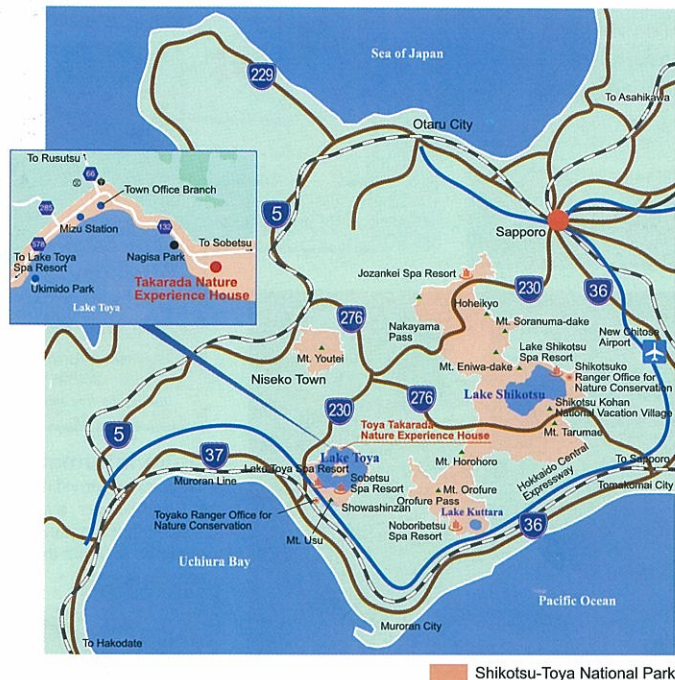 Sea of Japan
229
To Asahikawa
Otaru City
To Rusutsu
66
Town Office Branch
285
Mizu Station
132
578
To Sobetsu
To Lake Toya
Spa Resort
Nagisa Park
Takarada Nature
Experience House
Ukimido Park
Lake Toya
5
Sapporo
Jozankei Spa Resort
230
36
Hoheikyo
276
Nakayama
Pass
Mt. Soranuma-dake
New Chitose
Airport
Lake Shikotsu
Spa Resort
Mt. Youtei
Mt. Eniwa-dake
Shikotsuko
Ranger Office for
Nature Conservation
Niseko Town
Lake Shikotsu
276
230
Shikotsu Kohan
National Vacation Village
Toya Takarada
Nature Experience House
Mt. Tarumae
5
37
Lake Toya
Mt. Horohoro
To Sapporo
Lake Toya Spa Resort
Hokkaido Central
Expressway
Muroran Line
Sobetsu
Spa Resort
Tomakomai City
Mt. Orofure
Orofure Pass
Showashinzan
Toyako Ranger Office for
Nature Conservation
Lake Kuttara
36
Noboribetsu
Spa Resort
Mt. Usu
Uchiura Bay
Pacific Ocean
Muroran City
To Hakodate
Shikotsu-Toya National Park